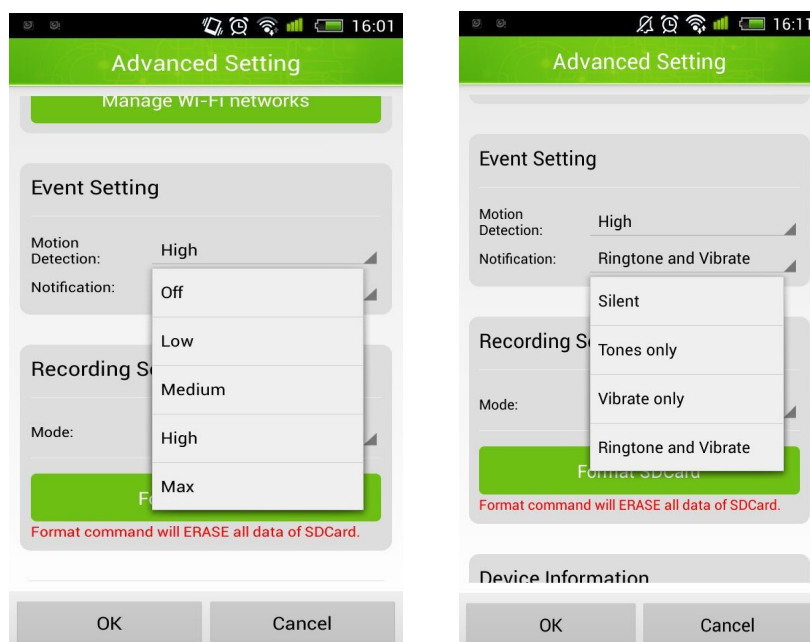 16:01
Advanced Setting
Manage Wi-Fi networks
Event Setting
Motion
Detection:
High
Notification:
Off
Low
Recording Se
Medium
Mode:
High
Max
Fo
Format command will ERASE all data of SDCard.
OK
Cancel
16:11
Advanced Setting
Event Setting
Motion
Detection:
High
Notification:
Ringtone and Vibrate
Silent
Recording Se
Tones only
Mode:
Vibrate only
Ringtone and Vibrate
Format SDCard
Format command will ERASE all data of SDCard.
Device Information
OK
Cancel